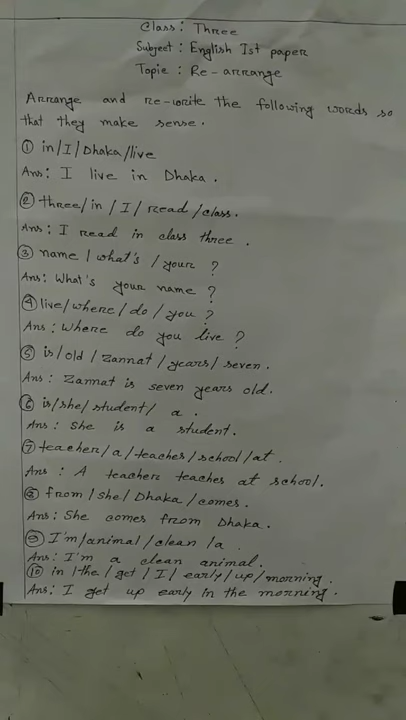 Class: Three
Subject: English Ist paper
Topic: Re-arrange
Arrange and re-write the following words so
that they make sense.
① in/I/Dhaka/live
Ans: I live in Dhaka.
② three/in/I/read/class.
Ans: I read in class three.
③ name/what's/your?
Ans: What's your name?
④ live/where/do/you?
Ans: Where do you live?
⑤ is/old/Zannat/years/seven.
Ans: Zannat is seven years old.
⑥ is/she/student/a.
Ans: She is a student.
⑦ teacher/a/teaches/school/at.
Ans: A teacher teaches at school.
⑧ from/she/Dhaka/comes.
Ans: She comes from Dhaka.
⑨ I'm/animal/clean/a
Ans: I'm a clean animal.
⑩ in/the/get/I/early/up/morning.
Ans: I get up early in the morning.